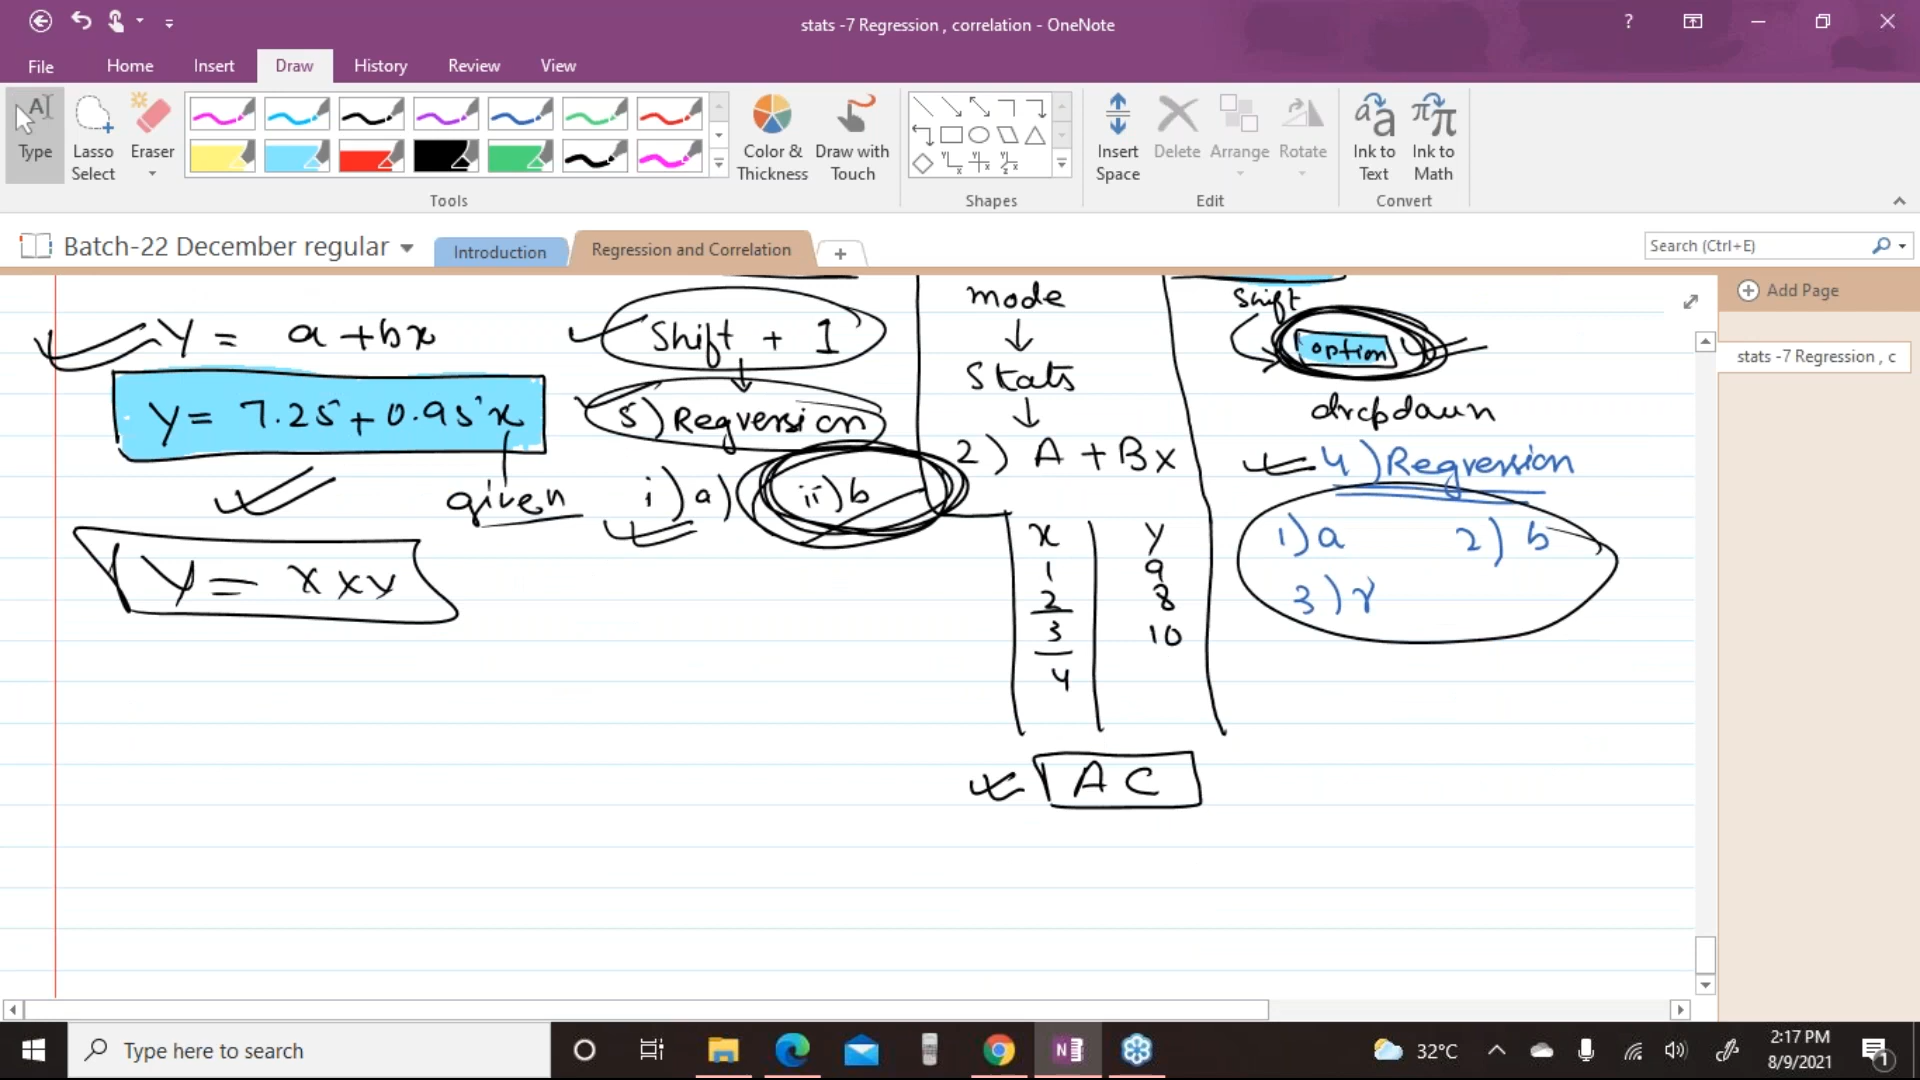 stats -7 Regression , correlation - OneNote
?
File
Home
Insert
Draw
History
Review
View
Type
Lasso Select
Eraser
Color & Thickness
Draw with Touch
Insert Space
Delete
Arrange
Rotate
Ink to Text
Ink to Math
Tools
Shapes
Edit
Convert
Batch-22 December regular
Introduction
Regression and Correlation
Search (Ctrl+E)
Add Page
stats -7 Regression , c
Y = a + bx
Y = 7.25 + 0.95 x
given
Y = x x y
Shift + 1
5) Regression
i) a)
ii) b
mode
Stats
2) A + Bx
x y
1 9
2 8
3 10
4
AC
Shift
option
dropdown
4) Regression
1) a 2) b
3) r
Type here to search
32°C
2:17 PM
8/9/2021
1